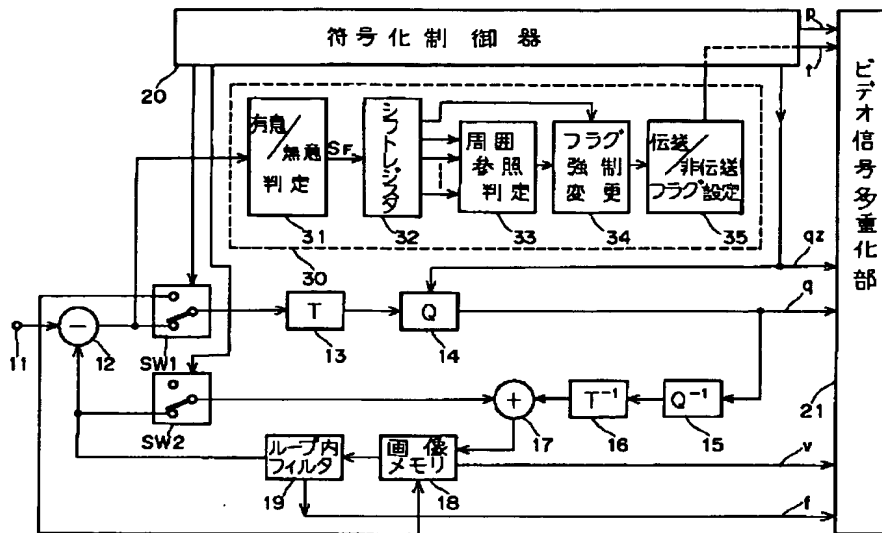 符号化制御器
20
p
t
ビデオ信号多重化部
有意/無意判定
SF
シフトレジスタ
周囲参照判定
フラグ強制変更
伝送/非伝送フラグ設定
31
32
33
34
35
30
qz
q
11
−
12
SW1
T
13
Q
14
SW2
+
17
T⁻¹
16
Q⁻¹
15
21
ループ内フィルタ
19
画像メモリ
18
v
f